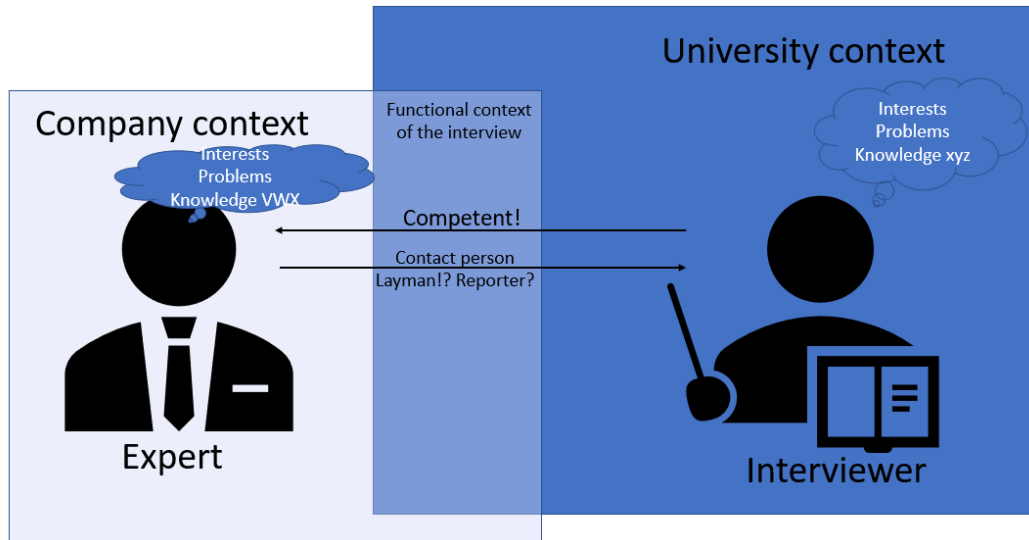 University context
Company context
Functional context
of the interview
Interests
Problems
Knowledge VWX
Interests
Problems
Knowledge xyz
Competent!
Contact person
Layman!? Reporter?
Expert
Interviewer